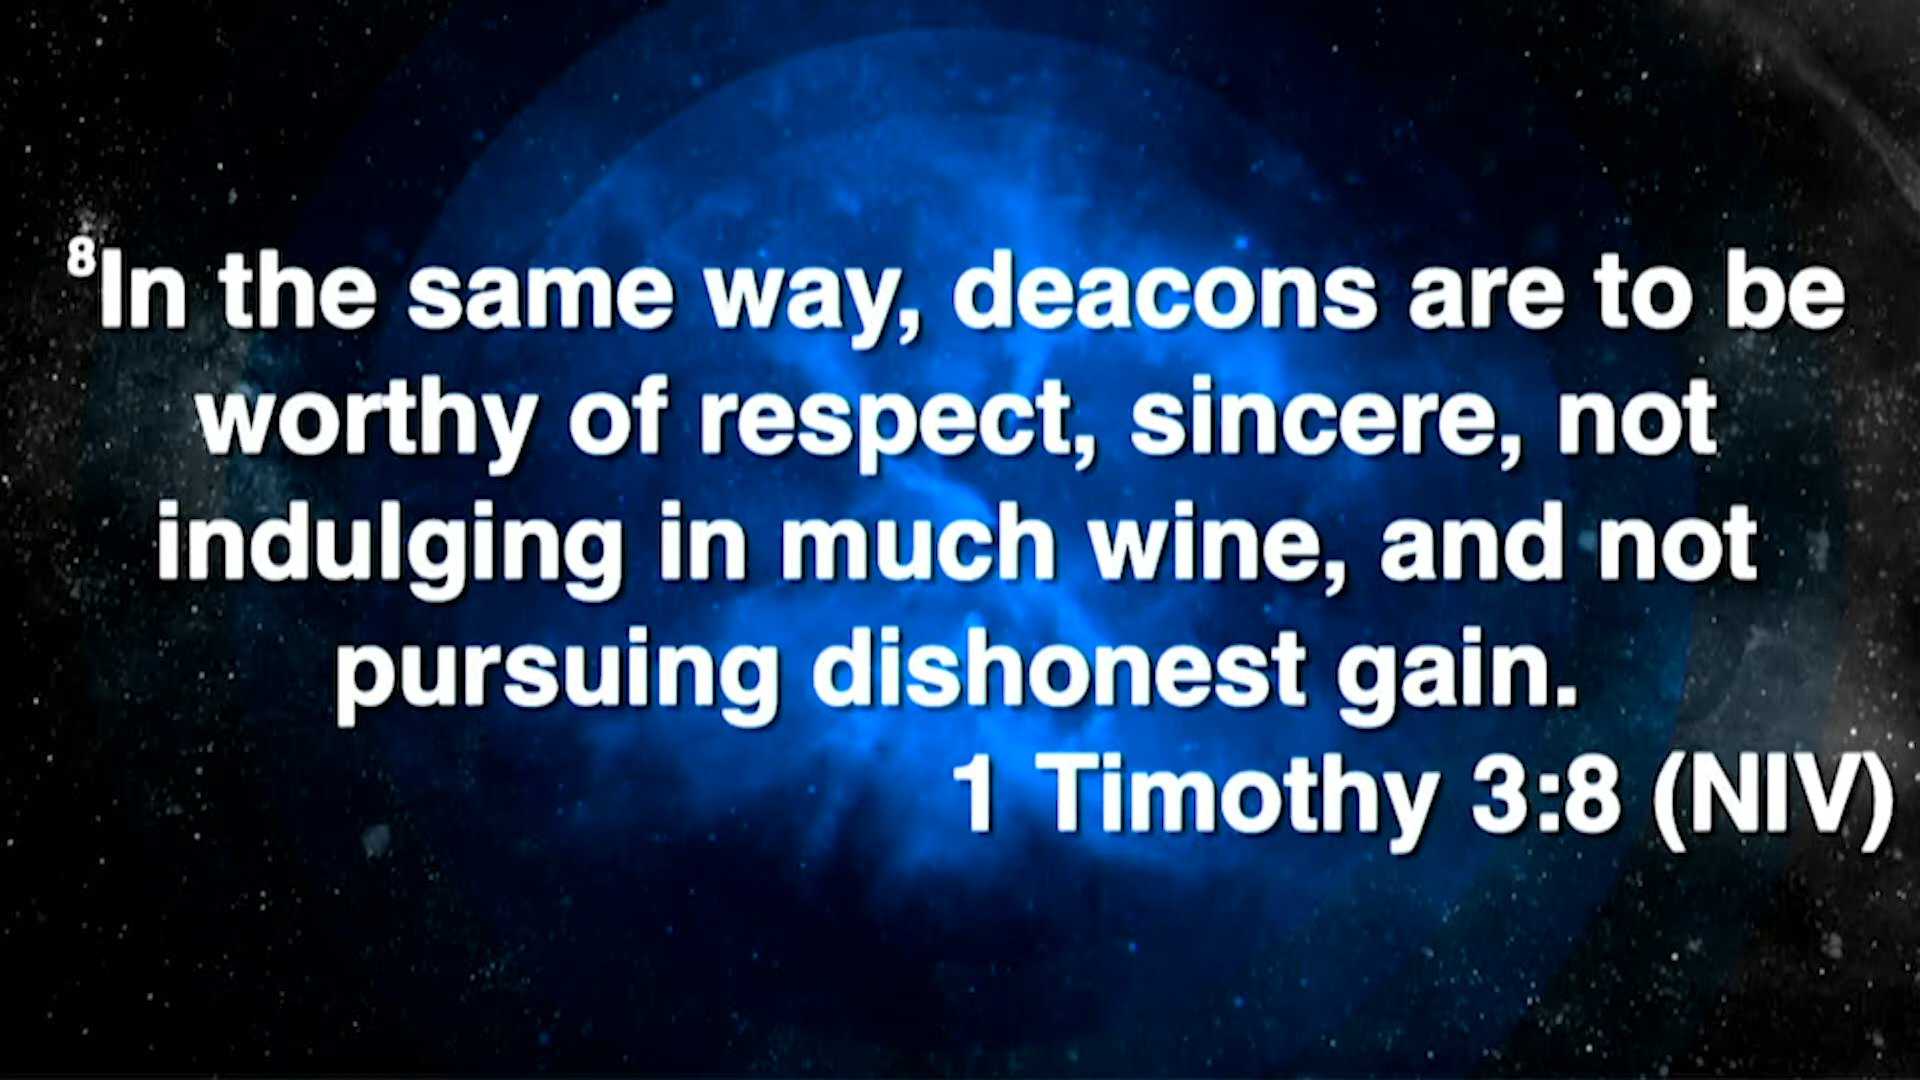 ⁸In the same way, deacons are to be
worthy of respect, sincere, not
indulging in much wine, and not
pursuing dishonest gain.
1 Timothy 3:8 (NIV)